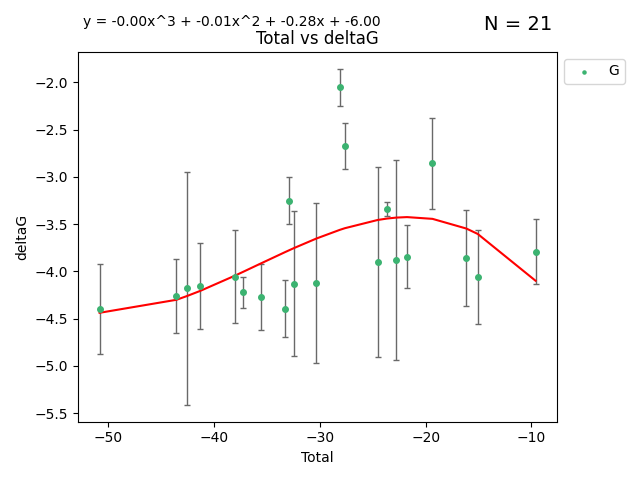 y = -0.00x^3 + -0.01x^2 + -0.28x + -6.00
N = 21
Total vs deltaG
G
−2.0
−2.5
−3.0
−3.5
−4.0
−4.5
−5.0
−5.5
deltaG
−50 −40 −30 −20 −10
Total